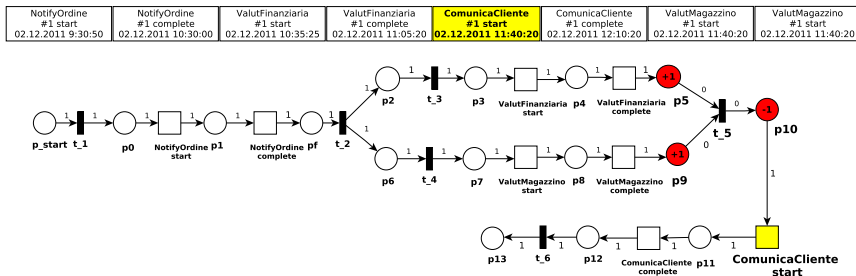 NotifyOrdine
#1 start
02.12.2011 9:30:50
NotifyOrdine
#1 complete
02.12.2011 10:30:00
ValutFinanziaria
#1 start
02.12.2011 10:35:25
ValutFinanziaria
#1 complete
02.12.2011 11:05:20
ComunicaCliente
#1 start
02.12.2011 11:40:20
ComunicaCliente
#1 complete
02.12.2011 12:10:20
ValutMagazzino
#1 start
02.12.2011 11:40:20
ValutMagazzino
#1 start
02.12.2011 11:40:20
p_start
1
t_1
1
p0
1
NotifyOrdine
start
1
p1
1
NotifyOrdine
complete
1
pf
1
t_2
1
p2
1
t_3
1
p3
1
ValutFinanziaria
start
1
p4
1
ValutFinanziaria
complete
1
+1
p5
0
1
p6
1
t_4
1
p7
1
ValutMagazzino
start
1
p8
1
ValutMagazzino
complete
1
+1
p9
0
t_5
0
-1
p10
1
ComunicaCliente
start
1
p11
1
ComunicaCliente
complete
1
p12
1
t_6
1
p13